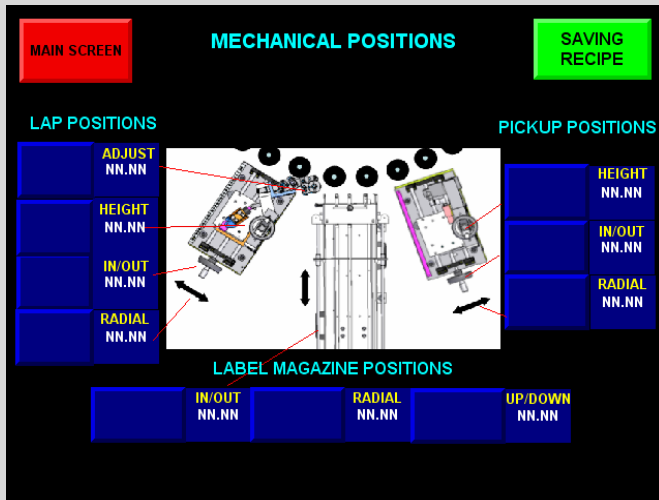 MAIN SCREEN
MECHANICAL POSITIONS
SAVING
RECIPE
LAP POSITIONS
ADJUST
NN.NN
HEIGHT
NN.NN
IN/OUT
NN.NN
RADIAL
NN.NN
PICKUP POSITIONS
HEIGHT
NN.NN
IN/OUT
NN.NN
RADIAL
NN.NN
LABEL MAGAZINE POSITIONS
IN/OUT
NN.NN
RADIAL
NN.NN
UP/DOWN
NN.NN